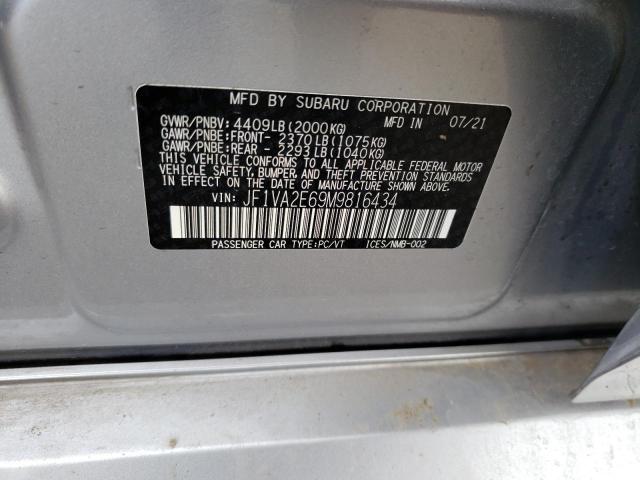 MFD BY SUBARU CORPORATION
GVWR/PNBV: 4409LB(2000KG) MFD IN 07/21
GAWR/PNBE:FRONT- 2370LB(1075KG)
GAWR/PNBE:REAR - 2293LB(1040KG)
THIS VEHICLE CONFORMS TO ALL APPLICABLE FEDERAL MOTOR
VEHICLE SAFETY, BUMPER, AND THEFT PREVENTION STANDARDS
IN EFFECT ON THE DATE OF MANUFACTURE SHOWN ABOVE.
VIN: JF1VA2E69M9816434
PASSENGER CAR TYPE:PC/VT ICES/NMB-002